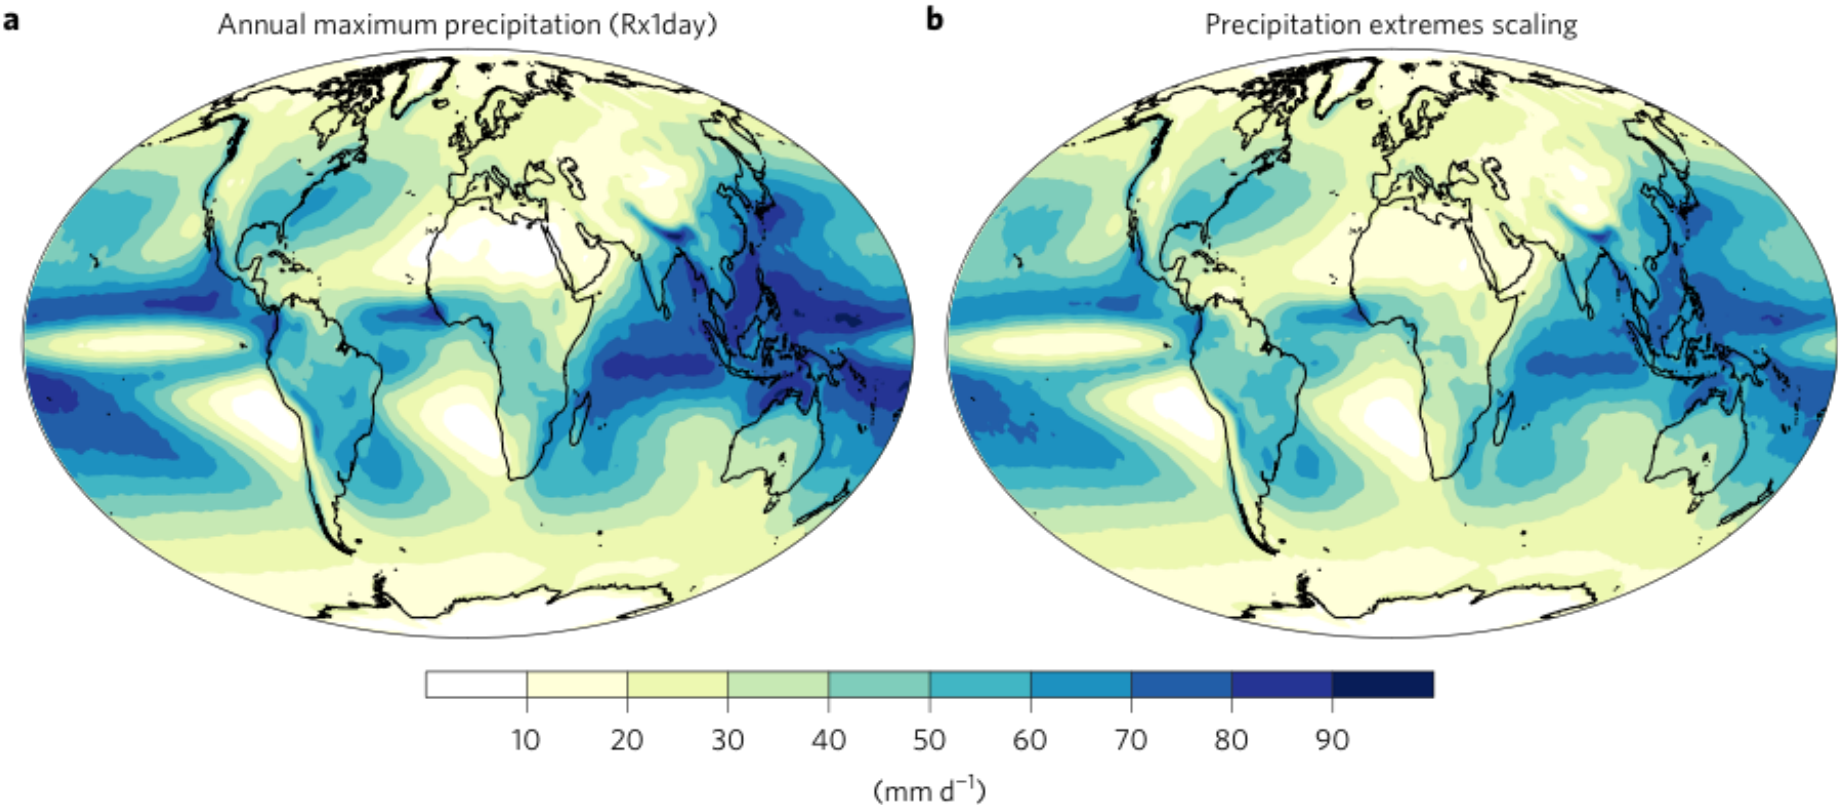 a Annual maximum precipitation (Rx1day)
b Precipitation extremes scaling
10 20 30 40 50 60 70 80 90
(mm d⁻¹)